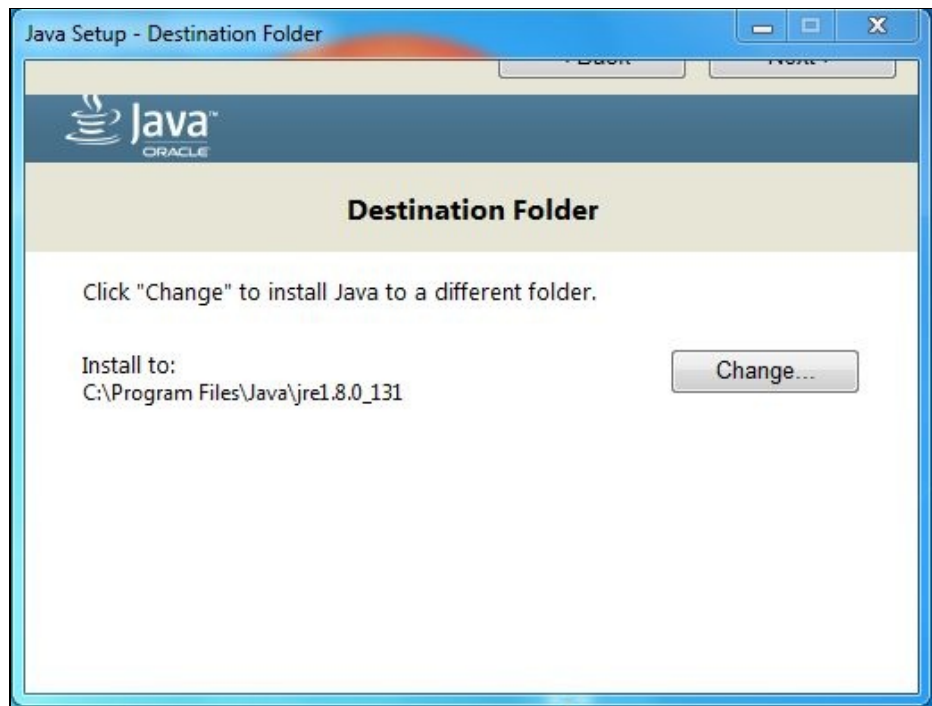 Java Setup - Destination Folder
Java™
ORACLE
Destination Folder
Click "Change" to install Java to a different folder.
Install to:
Change...
C:\Program Files\Java\jre1.8.0_131